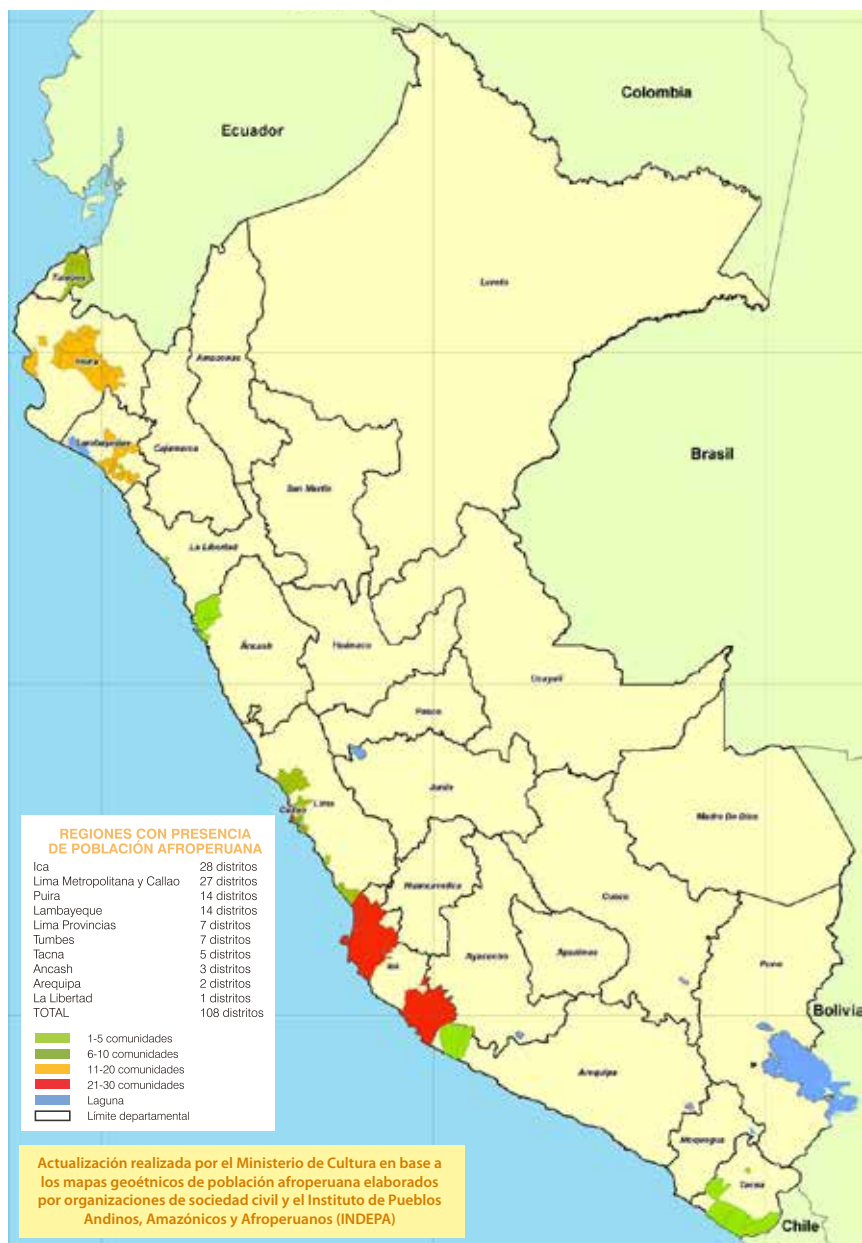 Colombia
Ecuador
Tumbes
Loreto
Piura
Amazonas
Lambayeque
Cajamarca
Brasil
San Martín
La Libertad
Áncash
Huánuco
Ucayali
Pasco
Junín
Callao
Lima
Madre De Dios
Huancavelica
Cusco
Ayacucho
Apurímac
Ica
Puno
Bolivia
Arequipa
Moquegua
Tacna
Chile
REGIONES CON PRESENCIA
DE POBLACIÓN AFROPERUANA
Ica 28 distritos
Lima Metropolitana y Callao 27 distritos
Puira 14 distritos
Lambayeque 14 distritos
Lima Provincias 7 distritos
Tumbes 7 distritos
Tacna 5 distritos
Ancash 3 distritos
Arequipa 2 distritos
La Libertad 1 distritos
TOTAL 108 distritos
1-5 comunidades
6-10 comunidades
11-20 comunidades
21-30 comunidades
Laguna
Límite departamental
Actualización realizada por el Ministerio de Cultura en base a
los mapas geoétnicos de población afroperuana elaborados
por organizaciones de sociedad civil y el Instituto de Pueblos
Andinos, Amazónicos y Afroperuanos (INDEPA)